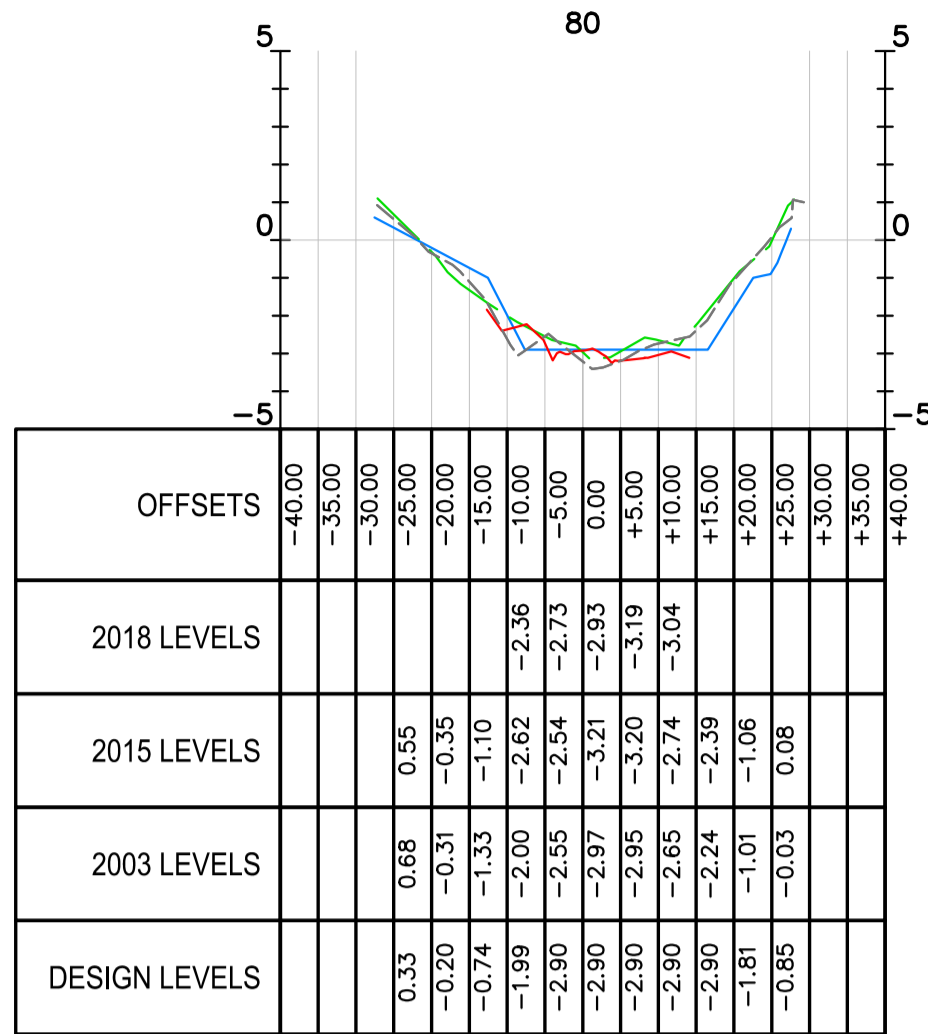 80
5 5
0 0
−5 −5
OFFSETS −40.00 −35.00 −30.00 −25.00 −20.00 −15.00 −10.00 −5.00 0.00 +5.00 +10.00 +15.00 +20.00 +25.00 +30.00 +35.00 +40.00
2018 LEVELS −2.36 −2.73 −2.93 −3.19 −3.04
2015 LEVELS 0.55 −0.35 −1.10 −2.62 −2.54 −3.21 −3.20 −2.74 −2.39 −1.06 0.08
2003 LEVELS 0.68 −0.31 −1.33 −2.00 −2.55 −2.97 −2.95 −2.65 −2.24 −1.01 −0.03
DESIGN LEVELS 0.33 −0.20 −0.74 −1.99 −2.90 −2.90 −2.90 −2.90 −2.90 −1.81 −0.85